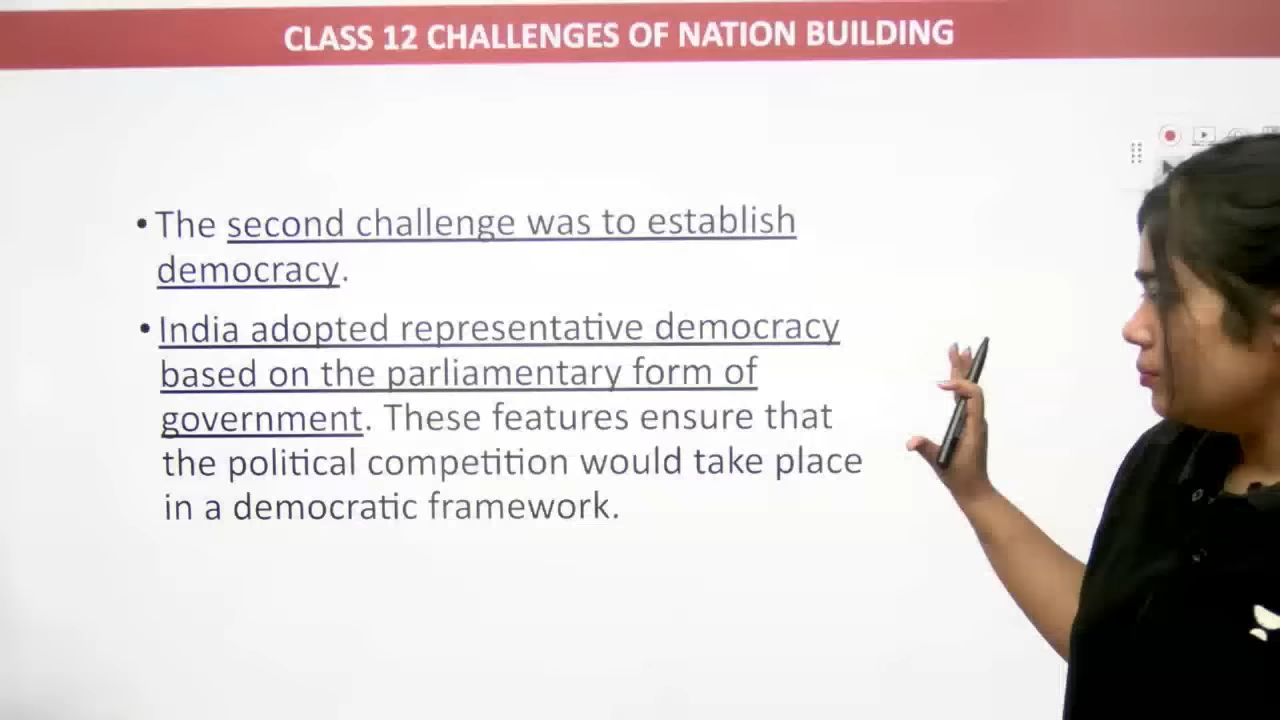 CLASS 12 CHALLENGES OF NATION BUILDING
•The second challenge was to establish
democracy.
•India adopted representative democracy
based on the parliamentary form of
government. These features ensure that
the political competition would take place
in a democratic framework.